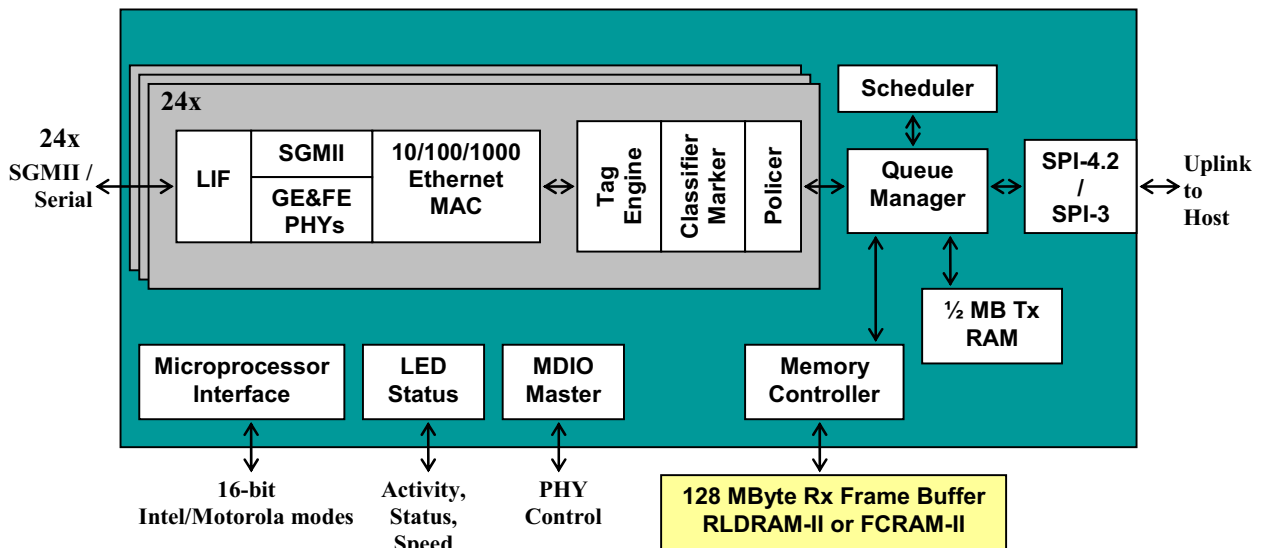 24x
24x
SGMII /
Serial
LIF
SGMII
GE&FE
PHYs
10/100/1000
Ethernet
MAC
Tag
Engine
Classifier
Marker
Policer
Scheduler
Queue
Manager
SPI-4.2
/
SPI-3
Uplink
to
Host
½ MB Tx
RAM
Microprocessor
Interface
LED
Status
MDIO
Master
Memory
Controller
16-bit
Intel/Motorola modes
Activity,
Status,
Speed
PHY
Control
128 MByte Rx Frame Buffer
RLDRAM-II or FCRAM-II